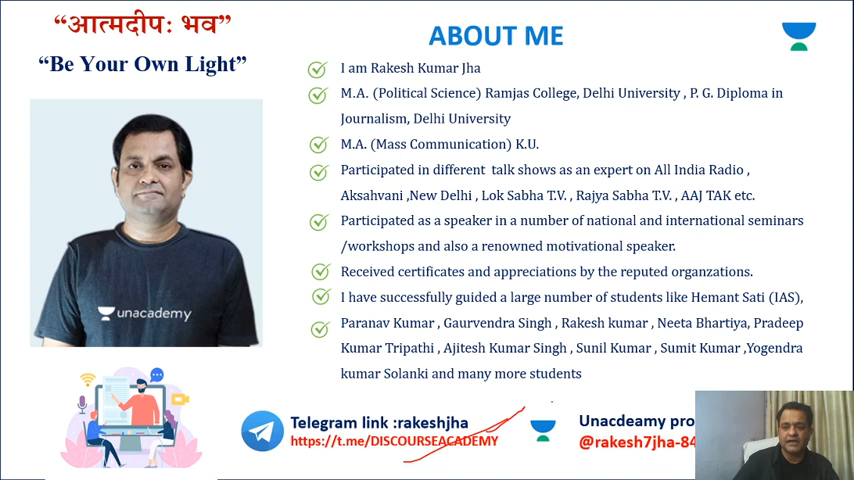 “आत्मदीपः भव”
“Be Your Own Light”
unacademy
ABOUT ME
I am Rakesh Kumar Jha
M.A. (Political Science) Ramjas College, Delhi University , P. G. Diploma in
Journalism, Delhi University
M.A. (Mass Communication) K.U.
Participated in different talk shows as an expert on All India Radio ,
Aksahvani ,New Delhi , Lok Sabha T.V. , Rajya Sabha T.V. , AAJ TAK etc.
Participated as a speaker in a number of national and international seminars
/workshops and also a renowned motivational speaker.
Received certificates and appreciations by the reputed organzations.
I have successfully guided a large number of students like Hemant Sati (IAS),
Paranav Kumar , Gaurvendra Singh , Rakesh kumar , Neeta Bhartiya, Pradeep
Kumar Tripathi , Ajitesh Kumar Singh , Sunil Kumar , Sumit Kumar ,Yogendra
kumar Solanki and many more students
Telegram link :rakeshjha
https://t.me/DISCOURSEACADEMY
Unacdeamy pro
@rakesh7jha-84